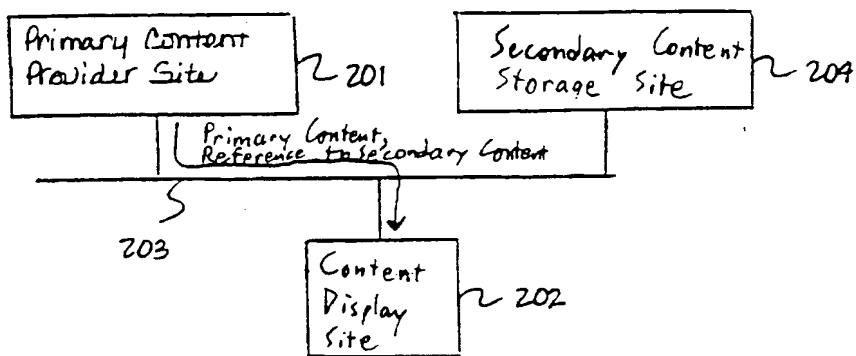 Primary Content
Provider Site
201
Secondary Content
Storage Site
204
Primary Content,
Reference to Secondary Content
203
Content
Display
Site
202